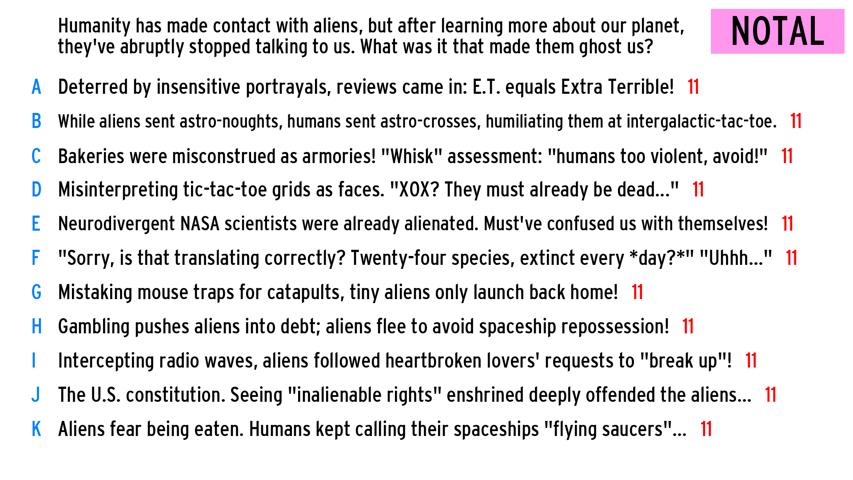 Humanity has made contact with aliens, but after learning more about our planet,
they've abruptly stopped talking to us. What was it that made them ghost us?
NOTAL
A Deterred by insensitive portrayals, reviews came in: E.T. equals Extra Terrible! 11
B While aliens sent astro-noughts, humans sent astro-crosses, humiliating them at intergalactic-tac-toe. 11
C Bakeries were misconstrued as armories! "Whisk" assessment: "humans too violent, avoid!" 11
D Misinterpreting tic-tac-toe grids as faces. "XOX? They must already be dead..." 11
E Neurodivergent NASA scientists were already alienated. Must've confused us with themselves! 11
F "Sorry, is that translating correctly? Twenty-four species, extinct every *day?*" "Uhhh..." 11
G Mistaking mouse traps for catapults, tiny aliens only launch back home! 11
H Gambling pushes aliens into debt; aliens flee to avoid spaceship repossession! 11
I Intercepting radio waves, aliens followed heartbroken lovers' requests to "break up"! 11
J The U.S. constitution. Seeing "inalienable rights" enshrined deeply offended the aliens... 11
K Aliens fear being eaten. Humans kept calling their spaceships "flying saucers"... 11